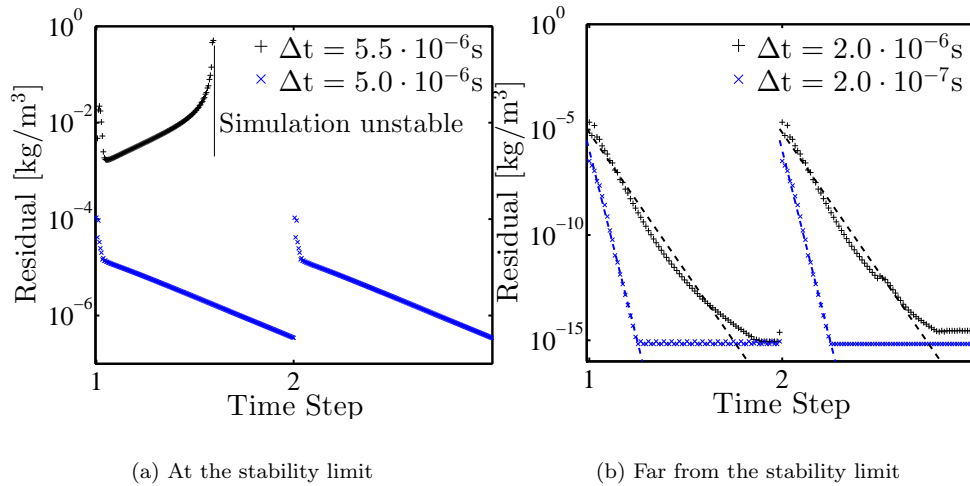 10^0
10^-2
10^-4
10^-6
Residual [kg/m^3]
+ Δt = 5.5 · 10^-6s
× Δt = 5.0 · 10^-6s
Simulation unstable
1
2
Time Step
(a) At the stability limit
10^0
10^-5
10^-10
10^-15
Residual [kg/m^3]
+ Δt = 2.0 · 10^-6s
× Δt = 2.0 · 10^-7s
1
2
Time Step
(b) Far from the stability limit